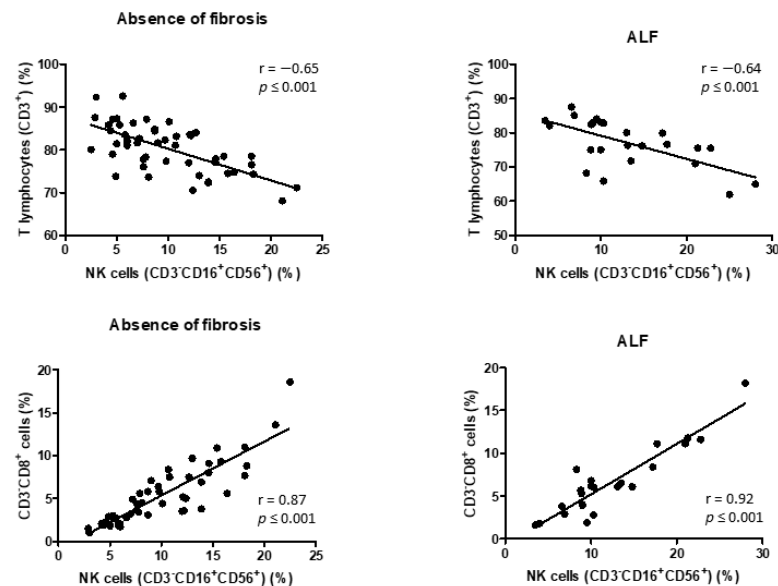 Absence of fibrosis
r = −0.65
p ≤ 0.001
T lymphocytes (CD3+) (%)
100
90
80
70
60
0
5
10
15
20
25
NK cells (CD3-CD16+CD56+) (%)
ALF
r = −0.64
p ≤ 0.001
T lymphocytes (CD3+) (%)
100
90
80
70
60
50
0
10
20
30
NK cells (CD3-CD16+CD56+) (%)
Absence of fibrosis
CD3-CD8+ cells (%)
20
15
10
5
0
r = 0.87
p ≤ 0.001
0
5
10
15
20
25
NK cells (CD3-CD16+CD56+) (%)
ALF
CD3-CD8+ cells (%)
20
15
10
5
0
r = 0.92
p ≤ 0.001
0
10
20
30
NK cells (CD3-CD16+CD56+) (%)